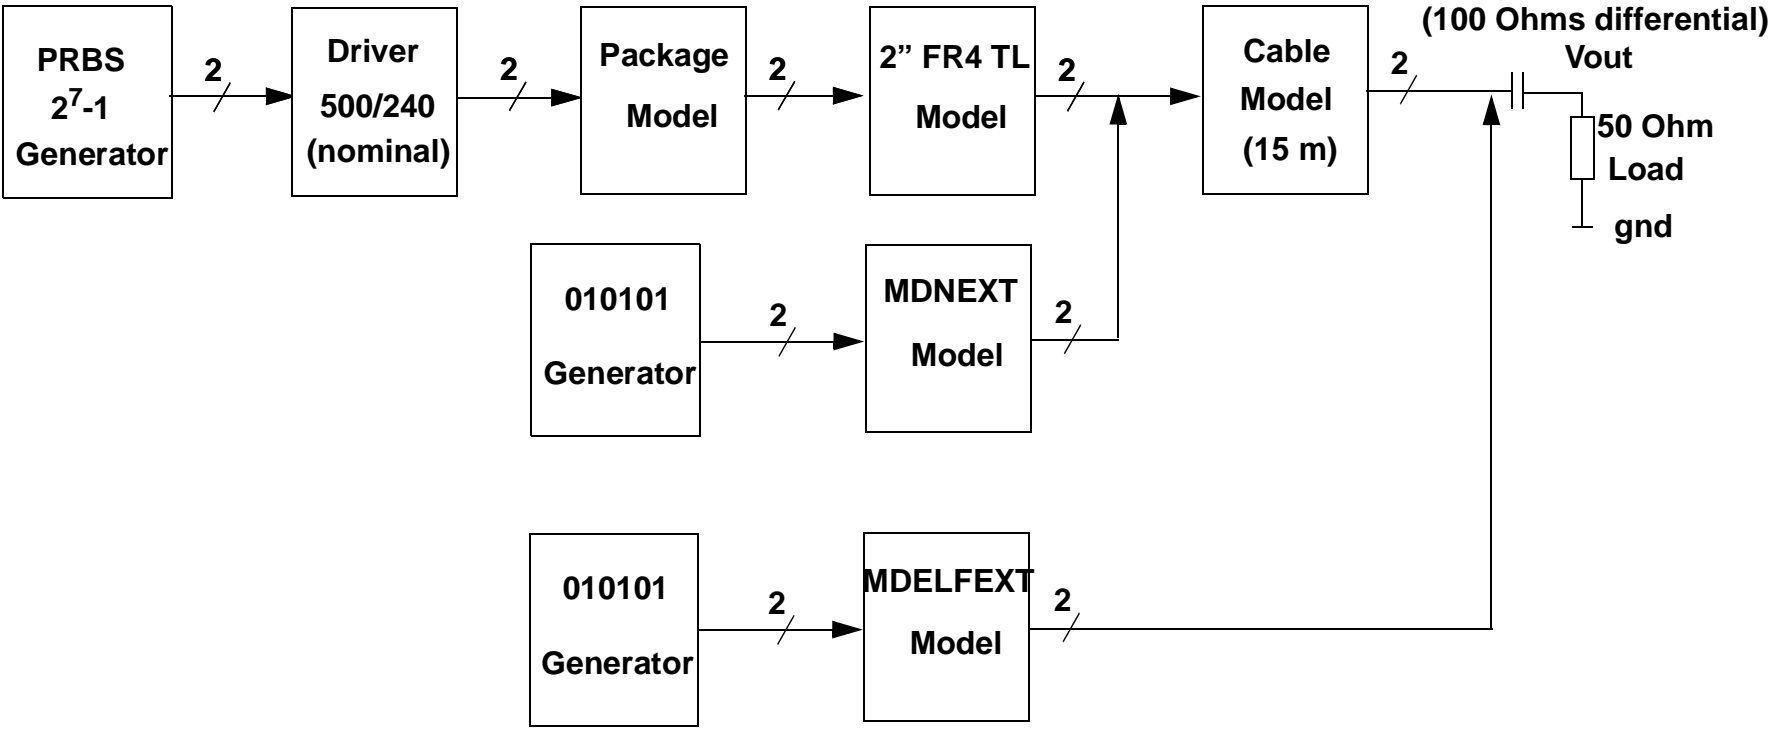 PRBS
2⁷-1
Generator
2
Driver
500/240
(nominal)
2
Package
Model
2
2” FR4 TL
Model
2
Cable
Model
(15 m)
2
(100 Ohms differential)
Vout
50 Ohm
Load
gnd
010101
Generator
2
MDNEXT
Model
2
010101
Generator
2
MDELFEXT
Model
2